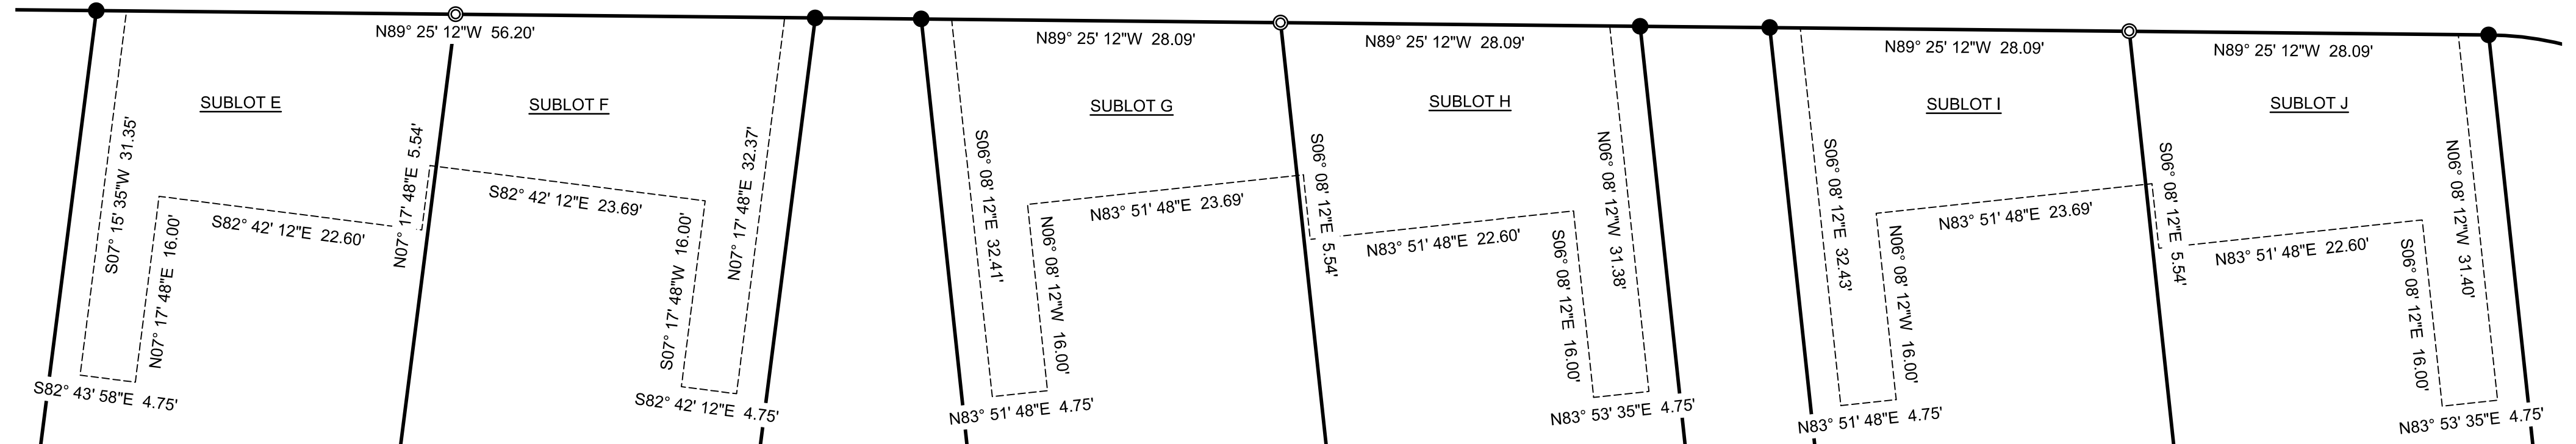 N89° 25' 12"W 56.20'
N89° 25' 12"W 28.09'
N89° 25' 12"W 28.09'
N89° 25' 12"W 28.09'
N89° 25' 12"W 28.09'
SUBLOT E
SUBLOT F
SUBLOT G
SUBLOT H
SUBLOT I
SUBLOT J
S07° 15' 35"W 31.35'
N07° 17' 48"E 16.00'
S82° 42' 12"E 22.60'
N07° 17' 48"E 5.54'
S82° 42' 12"E 23.69'
S07° 17' 48"W 16.00'
N07° 17' 48"E 32.37'
S06° 08' 12"E 32.41'
N06° 08' 12"W 16.00'
N83° 51' 48"E 23.69'
S06° 08' 12"E 5.54'
N83° 51' 48"E 22.60'
S06° 08' 12"E 16.00'
N06° 08' 12"W 31.38'
S06° 08' 12"E 32.43'
N06° 08' 12"W 16.00'
N83° 51' 48"E 23.69'
S06° 08' 12"E 5.54'
N83° 51' 48"E 22.60'
S06° 08' 12"E 16.00'
N06° 08' 12"W 31.40'
S82° 43' 58"E 4.75'
S82° 42' 12"E 4.75'
N83° 51' 48"E 4.75'
N83° 53' 35"E 4.75'
N83° 51' 48"E 4.75'
N83° 53' 35"E 4.75'